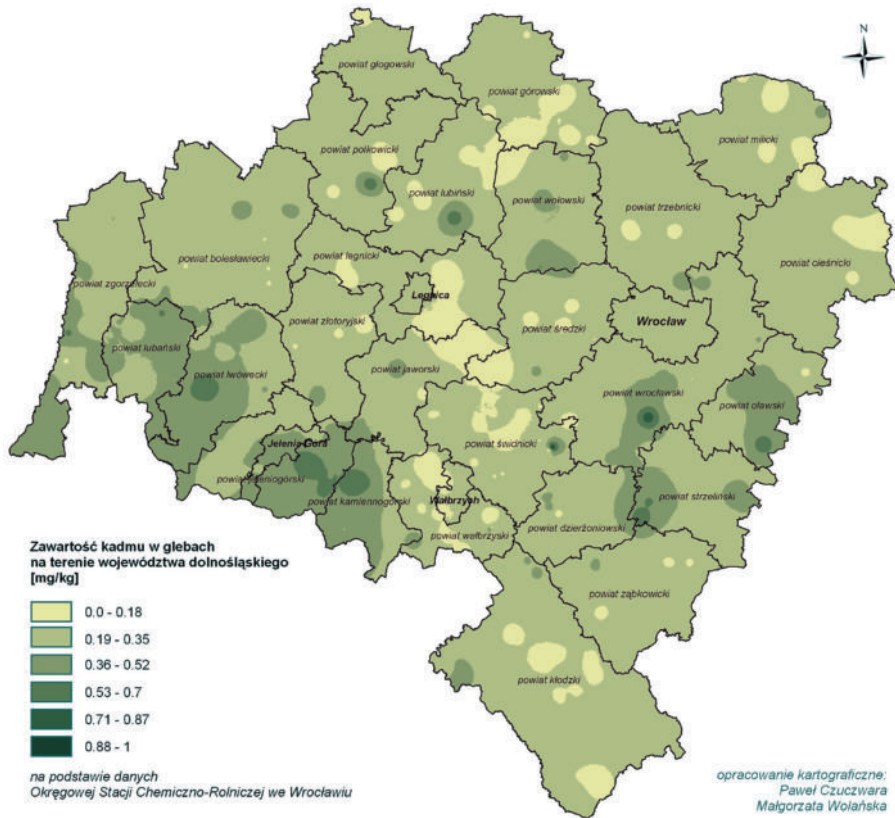 N
powiat głogowski
powiat górowski
powiat milicki
powiat polkowicki
powiat lubiński
powiat wołowski
powiat trzebnicki
powiat oleśnicki
powiat bolesławiecki
powiat legnicki
powiat zgorzelecki
Legnica
powiat złotoryjski
powiat średzki
Wrocław
powiat lubański
powiat lwówecki
powiat jaworski
powiat wrocławski
powiat oławski
Jelenia Góra
powiat świdnicki
powiat jeleniogórski
powiat kamiennogórski
Wałbrzych
powiat strzeliński
powiat wałbrzyski
powiat dzierżoniowski
powiat ząbkowicki
powiat kłodzki
Zawartość kadmu w glebach
na terenie województwa dolnośląskiego
[mg/kg]
0.0 - 0.18
0.19 - 0.35
0.36 - 0.52
0.53 - 0.7
0.71 - 0.87
0.88 - 1
na podstawie danych
Okręgowej Stacji Chemiczno-Rolniczej we Wrocławiu
opracowanie kartograficzne:
Paweł Czuczwara
Małgorzata Wolańska